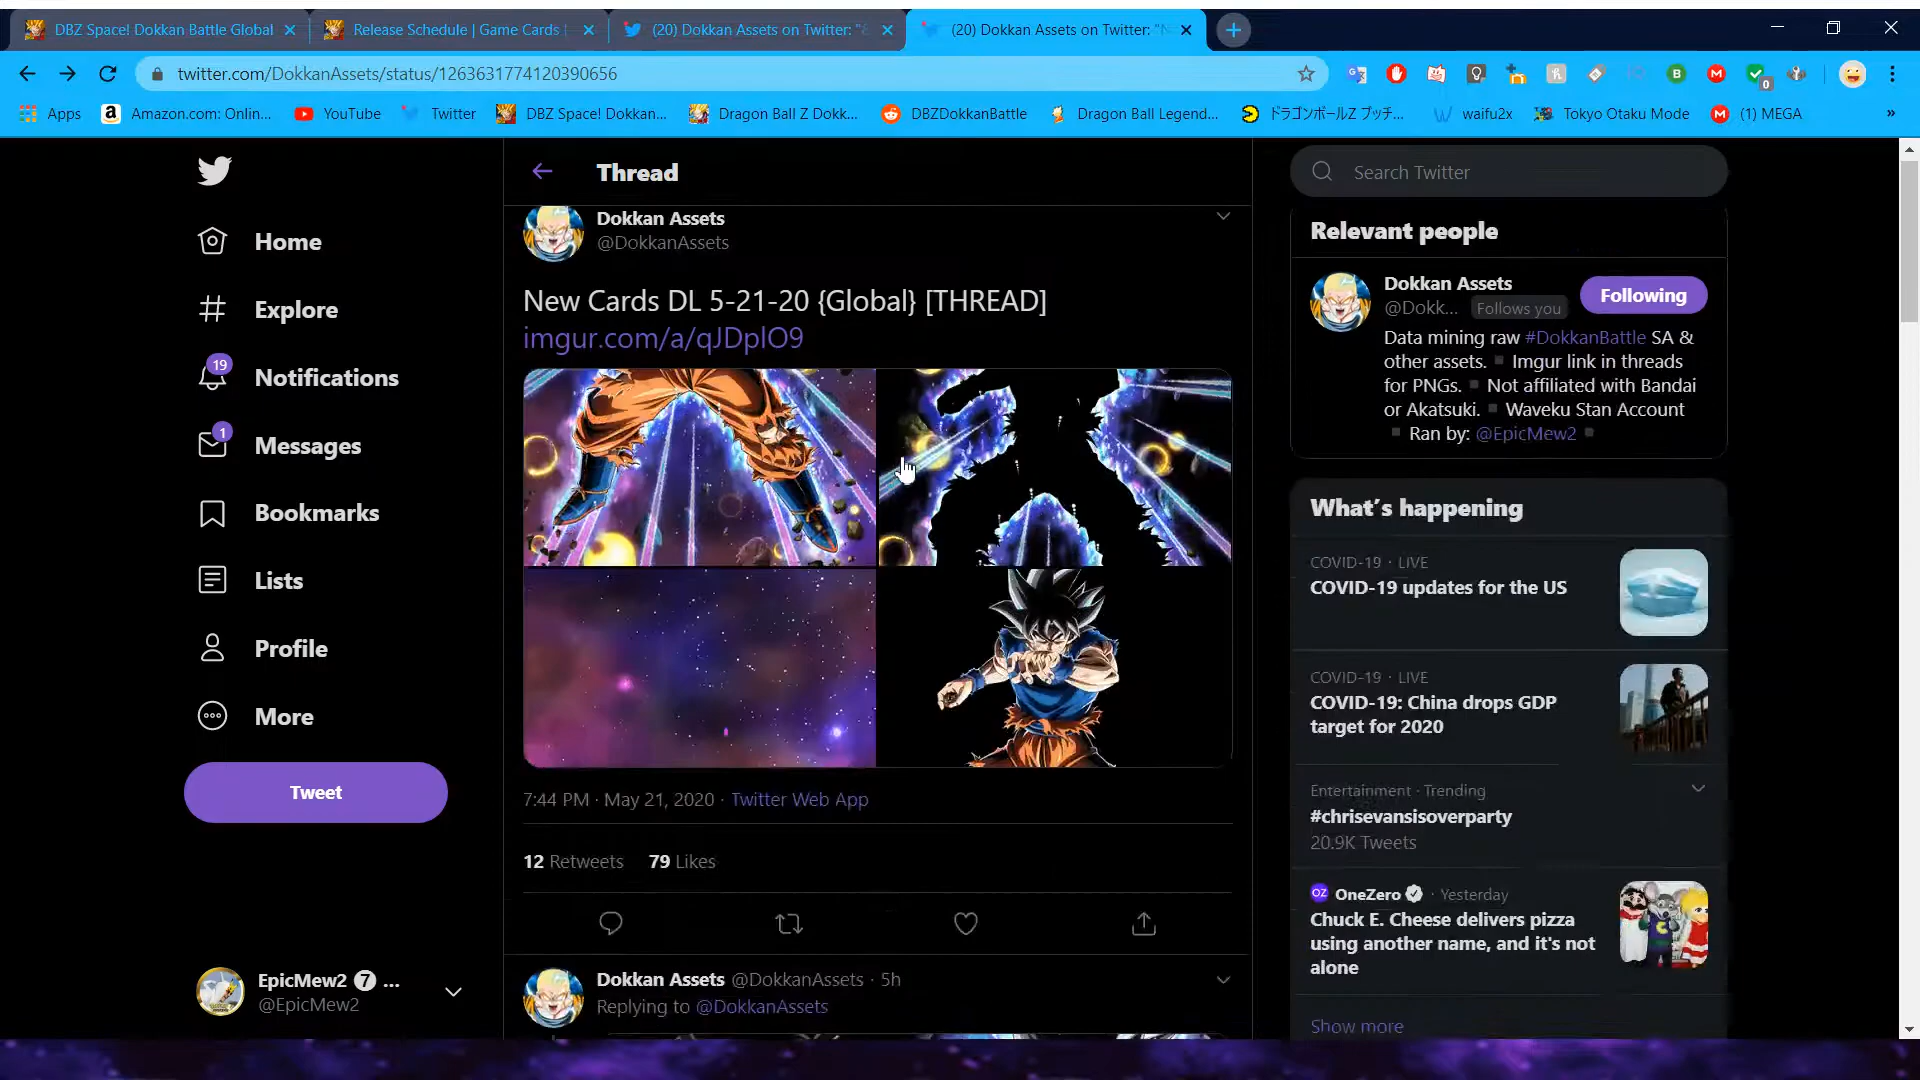 DBZ Space! Dokkan Battle Global
Release Schedule | Game Cards |
(20) Dokkan Assets on Twitter: "&
(20) Dokkan Assets on Twitter: "N
twitter.com/DokkanAssets/status/1263631774120390656
Apps
Amazon.com: Onlin...
YouTube
Twitter
DBZ Space! Dokkan...
Dragon Ball Z Dokk...
DBZDokkanBattle
Dragon Ball Legend...
ドラゴンボールZ ブッチ...
waifu2x
Tokyo Otaku Mode
(1) MEGA
»
Home
Explore
19
Notifications
1
Messages
Bookmarks
Lists
Profile
More
Tweet
EpicMew2 7 ...
@EpicMew2
Thread
Dokkan Assets
@DokkanAssets
New Cards DL 5-21-20 {Global} [THREAD]
imgur.com/a/qJDplO9
7:44 PM · May 21, 2020 · Twitter Web App
12 Retweets 79 Likes
Dokkan Assets @DokkanAssets · 5h
Replying to @DokkanAssets
Search Twitter
Relevant people
Dokkan Assets
@Dokk... Follows you
Following
Data mining raw #DokkanBattle SA &
other assets. ▪ Imgur link in threads
for PNGs. ▪ Not affiliated with Bandai
or Akatsuki. ▪ Waveku Stan Account
▪ Ran by: @EpicMew2 ▪
What's happening
COVID-19 · LIVE
COVID-19 updates for the US
COVID-19 · LIVE
COVID-19: China drops GDP
target for 2020
Entertainment · Trending
#chrisevansisoverparty
20.9K Tweets
OZ OneZero · Yesterday
Chuck E. Cheese delivers pizza
using another name, and it's not
alone
Show more